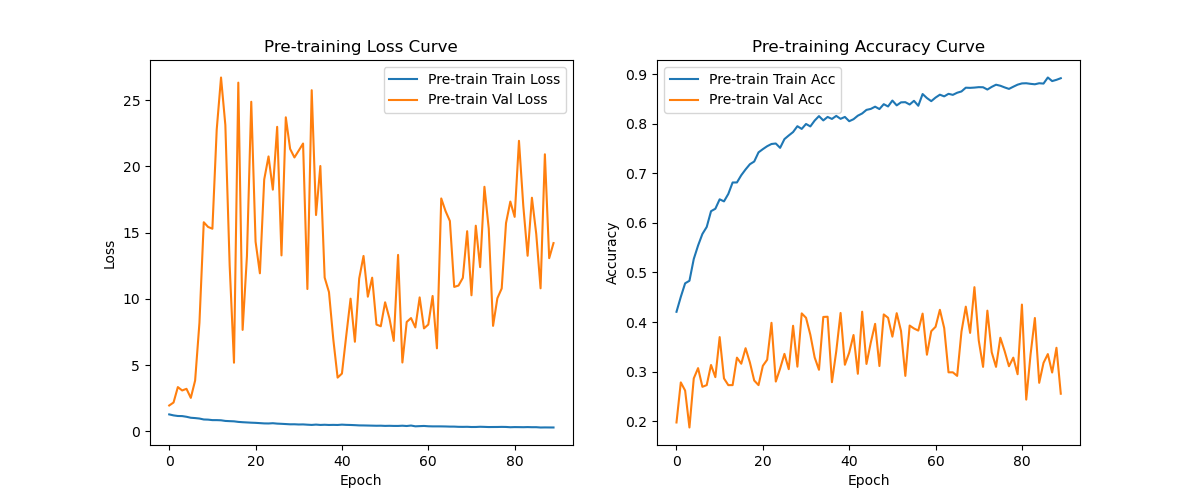 Pre-training Loss Curve
Pre-train Train Loss
Pre-train Val Loss
Loss
25
20
15
10
5
0
0 20 40 60 80
Epoch
Pre-training Accuracy Curve
Pre-train Train Acc
Pre-train Val Acc
Accuracy
0.9
0.8
0.7
0.6
0.5
0.4
0.3
0.2
0 20 40 60 80
Epoch